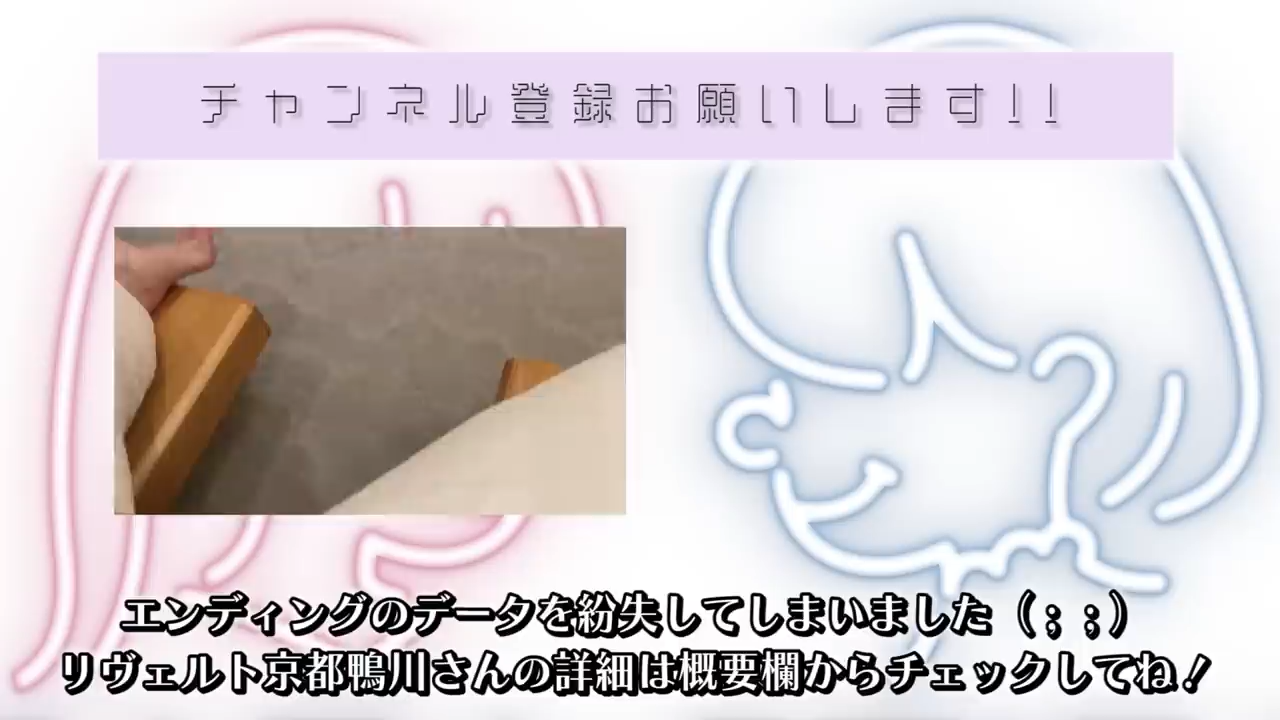 チャンネル登録お願いします!!
エンディングのデータを紛失してしまいました（；；）
リヴェルト京都鴨川さんの詳細は概要欄からチェックしてね！